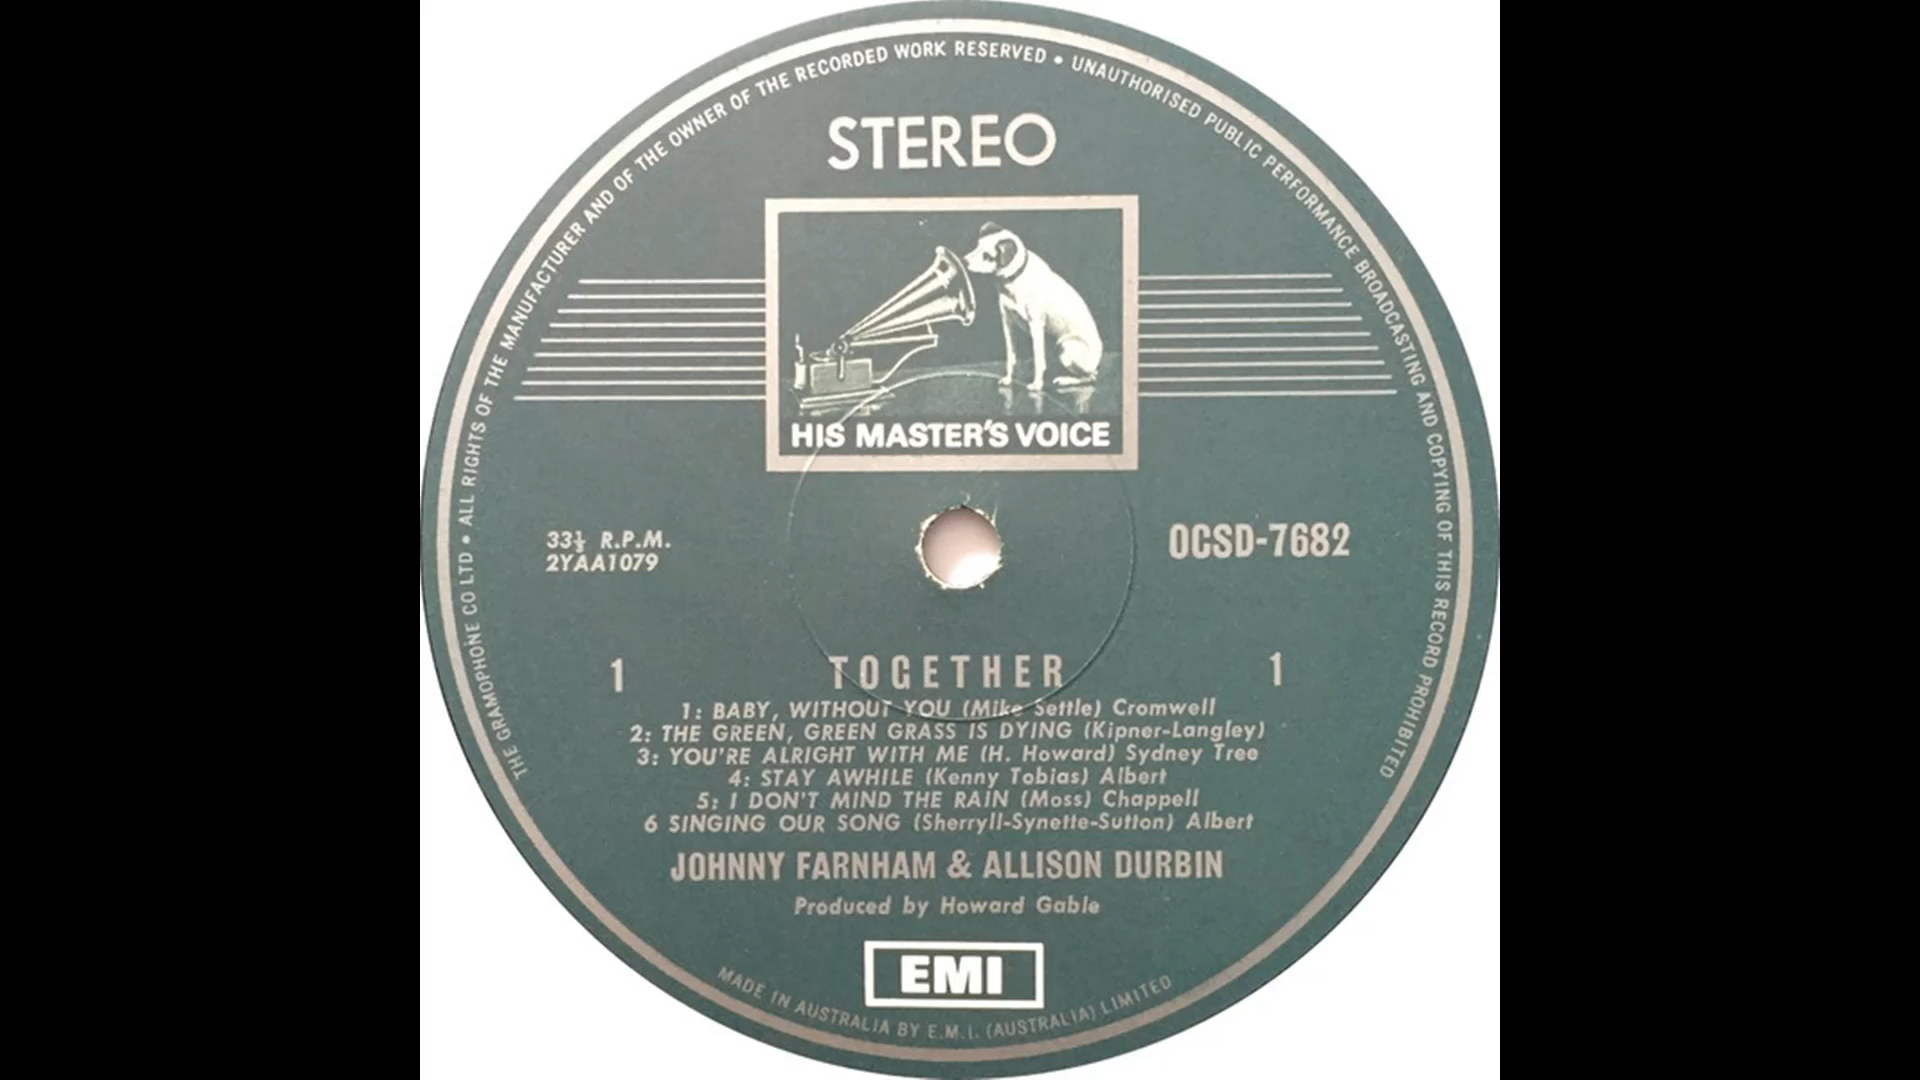 THE GRAMOPHONE CO LTD • ALL RIGHTS OF THE MANUFACTURER AND OF THE OWNER OF THE RECORDED WORK RESERVED • UNAUTHORISED PUBLIC PERFORMANCE BROADCASTING AND COPYING OF THIS RECORD PROHIBITED
STEREO
HIS MASTER'S VOICE
33⅓ R.P.M.
2YAA1079
OCSD-7682
1 TOGETHER 1
1: BABY, WITHOUT YOU (Mike Settle) Cromwell
2: THE GREEN, GREEN GRASS IS DYING (Kipner-Langley)
3: YOU'RE ALRIGHT WITH ME (H. Howard) Sydney Tree
4: STAY AWHILE (Kenny Tobias) Albert
5: I DON'T MIND THE RAIN (Moss) Chappell
6 SINGING OUR SONG (Sherryll-Synette-Sutton) Albert
JOHNNY FARNHAM & ALLISON DURBIN
Produced by Howard Gable
EMI
MADE IN AUSTRALIA BY E.M.I. (AUSTRALIA) LIMITED